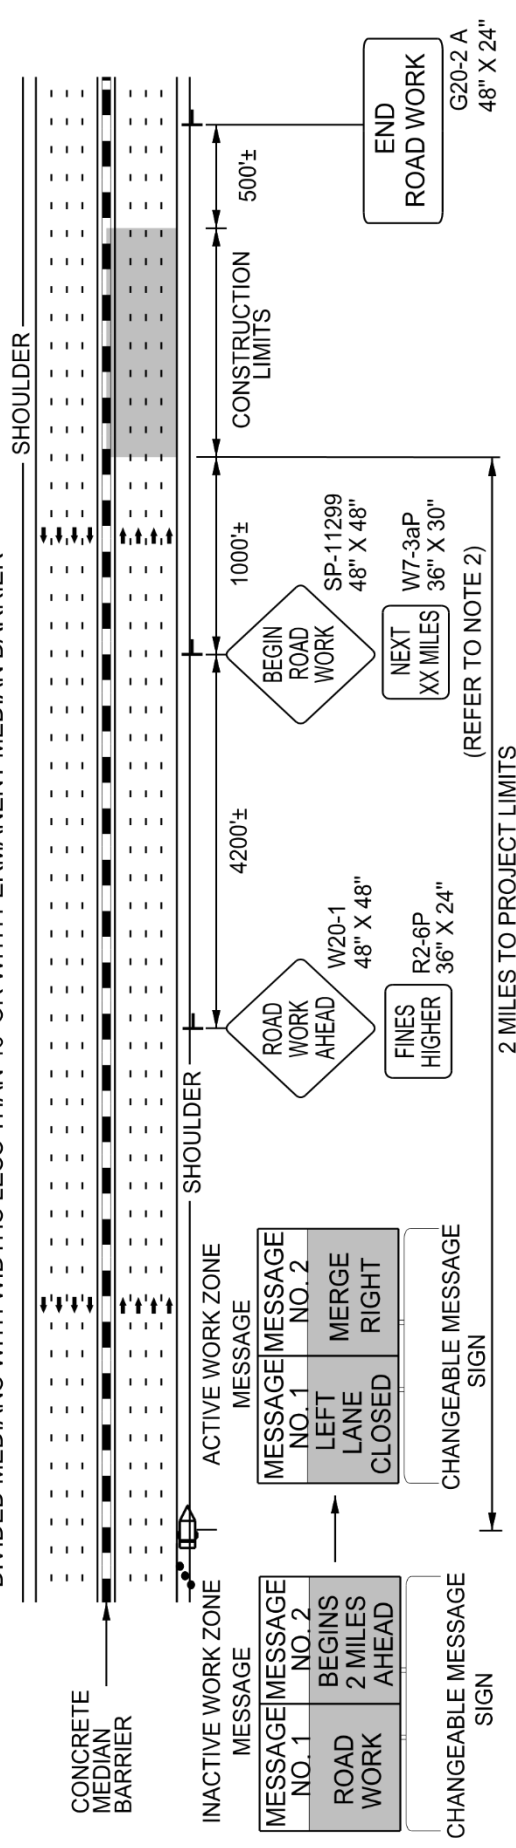 DIVIDED MEDIANS WITH WIDTHS LESS THAN OR WITH PERMANENT MEDIAN BARRIER
SHOULDER
CONCRETE
MEDIAN
BARRIER
SHOULDER
4200'±
1000'±
CONSTRUCTION
LIMITS
500'±
INACTIVE WORK ZONE
MESSAGE
MESSAGE
NO. 1
MESSAGE
NO. 2
ROAD
WORK
BEGINS
2 MILES
AHEAD
CHANGEABLE MESSAGE
SIGN
ACTIVE WORK ZONE
MESSAGE
MESSAGE
NO. 1
MESSAGE
NO. 2
LEFT
LANE
CLOSED
MERGE
RIGHT
CHANGEABLE MESSAGE
SIGN
ROAD
WORK
AHEAD
W20-1
48" X 48"
FINES
HIGHER
R2-6P
36" X 24"
BEGIN
ROAD
WORK
SP-11299
48" X 48"
NEXT
XX MILES
W7-3aP
36" X 30"
END
ROAD WORK
G20-2 A
48" X 24"
(REFER TO NOTE 2)
2 MILES TO PROJECT LIMITS